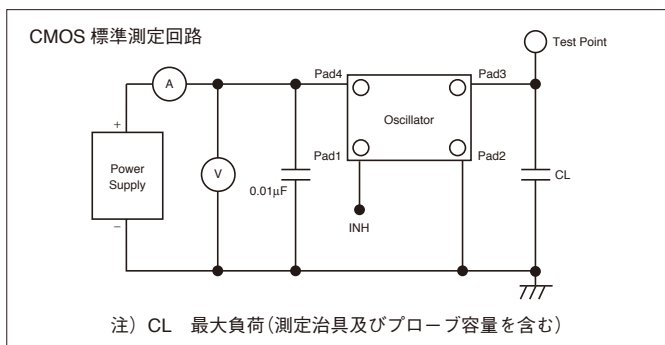 CMOS 標準測定回路
Test Point
A
Pad4
Pad3
Oscillator
+
Power
Supply
−
V
0.01μF
Pad1
Pad2
CL
INH
注) CL 最大負荷(測定治具及びプローブ容量を含む)